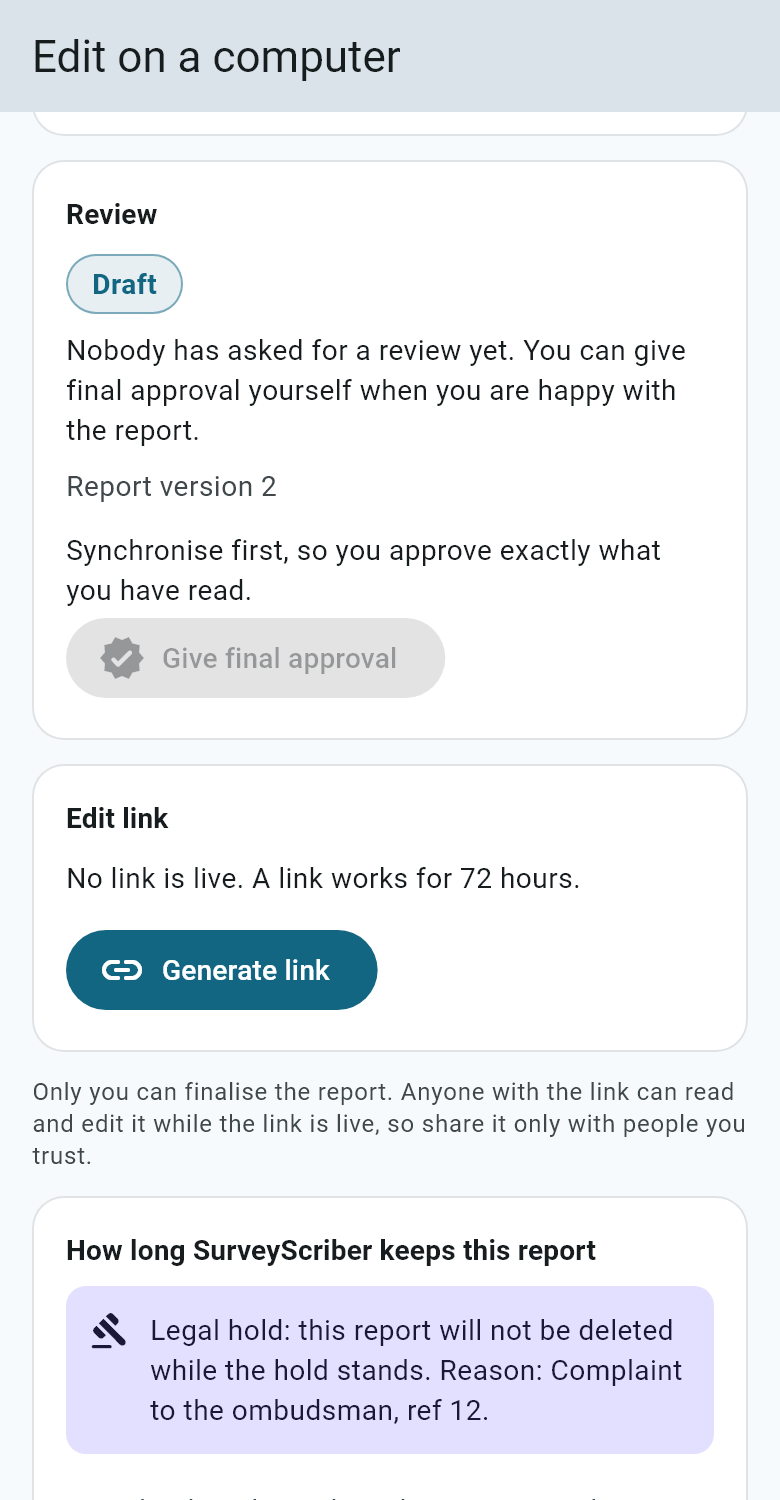 Edit on a computer
Review
Draft
Nobody has asked for a review yet. You can give
final approval yourself when you are happy with
the report.
Report version 2
Synchronise first, so you approve exactly what
you have read.
Give final approval
Edit link
No link is live. A link works for 72 hours.
Generate link
Only you can finalise the report. Anyone with the link can read
and edit it while the link is live, so share it only with people you
trust.
How long SurveyScriber keeps this report
Legal hold: this report will not be deleted
while the hold stands. Reason: Complaint
to the ombudsman, ref 12.